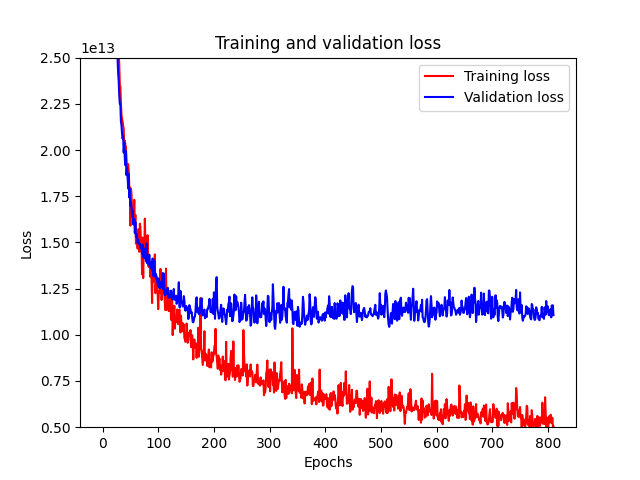 Training and validation loss
1e13
Training loss
Validation loss
2.50
2.25
2.00
1.75
1.50
1.25
1.00
0.75
0.50
Loss
0 100 200 300 400 500 600 700 800
Epochs